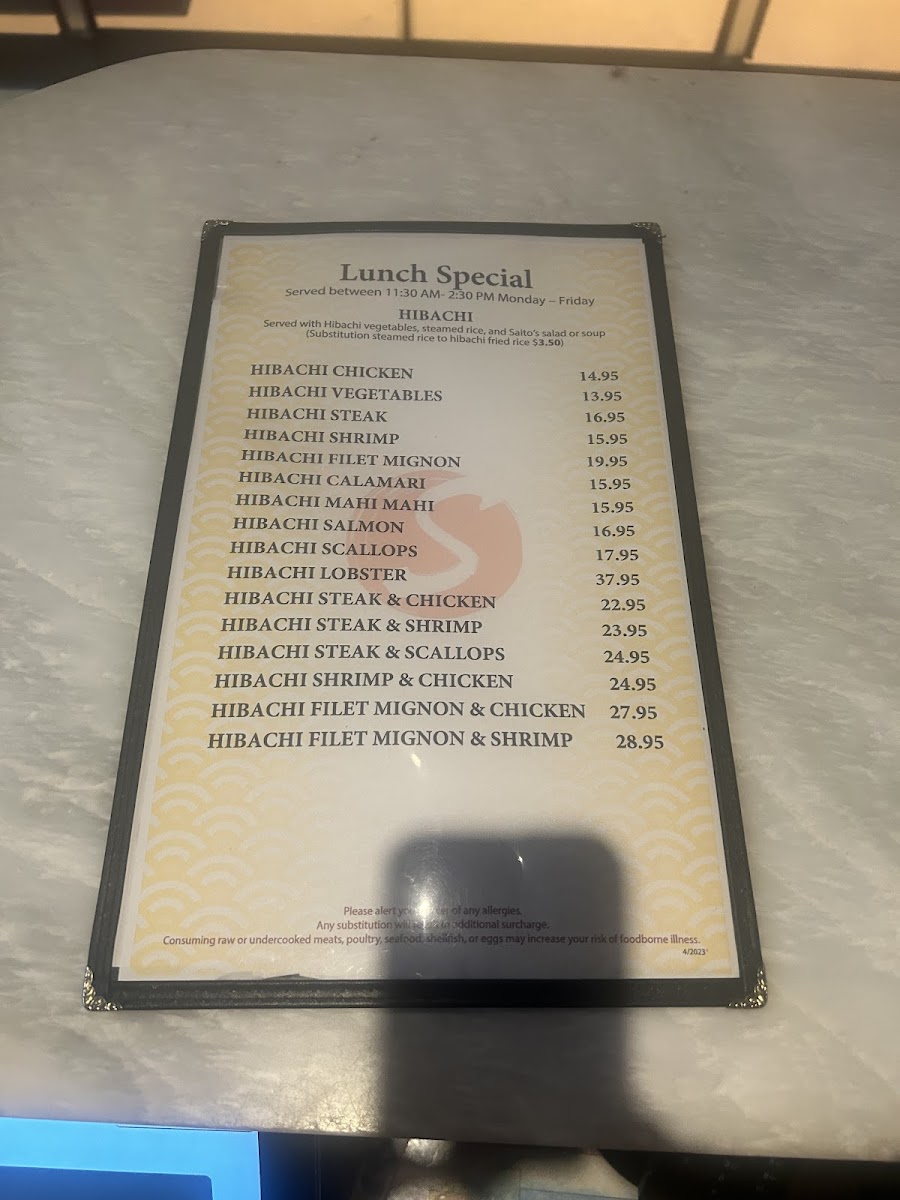 Lunch Special
Served between 11:30 AM- 2:30 PM Monday – Friday
HIBACHI
Served with Hibachi vegetables, steamed rice, and Saito's salad or soup
(Substitution steamed rice to hibachi fried rice $3.50)
HIBACHI CHICKEN 14.95
HIBACHI VEGETABLES 13.95
HIBACHI STEAK 16.95
HIBACHI SHRIMP 15.95
HIBACHI FILET MIGNON 19.95
HIBACHI CALAMARI 15.95
HIBACHI MAHI MAHI 15.95
HIBACHI SALMON 16.95
HIBACHI SCALLOPS 17.95
HIBACHI LOBSTER 37.95
HIBACHI STEAK & CHICKEN 22.95
HIBACHI STEAK & SHRIMP 23.95
HIBACHI STEAK & SCALLOPS 24.95
HIBACHI SHRIMP & CHICKEN 24.95
HIBACHI FILET MIGNON & CHICKEN 27.95
HIBACHI FILET MIGNON & SHRIMP 28.95
Please alert of any allergies.
Any substitution will in additional surcharge.
Consuming raw or undercooked meats, poultry, seafood, shellfish, or eggs may increase your risk of foodborne illness.
4/2023